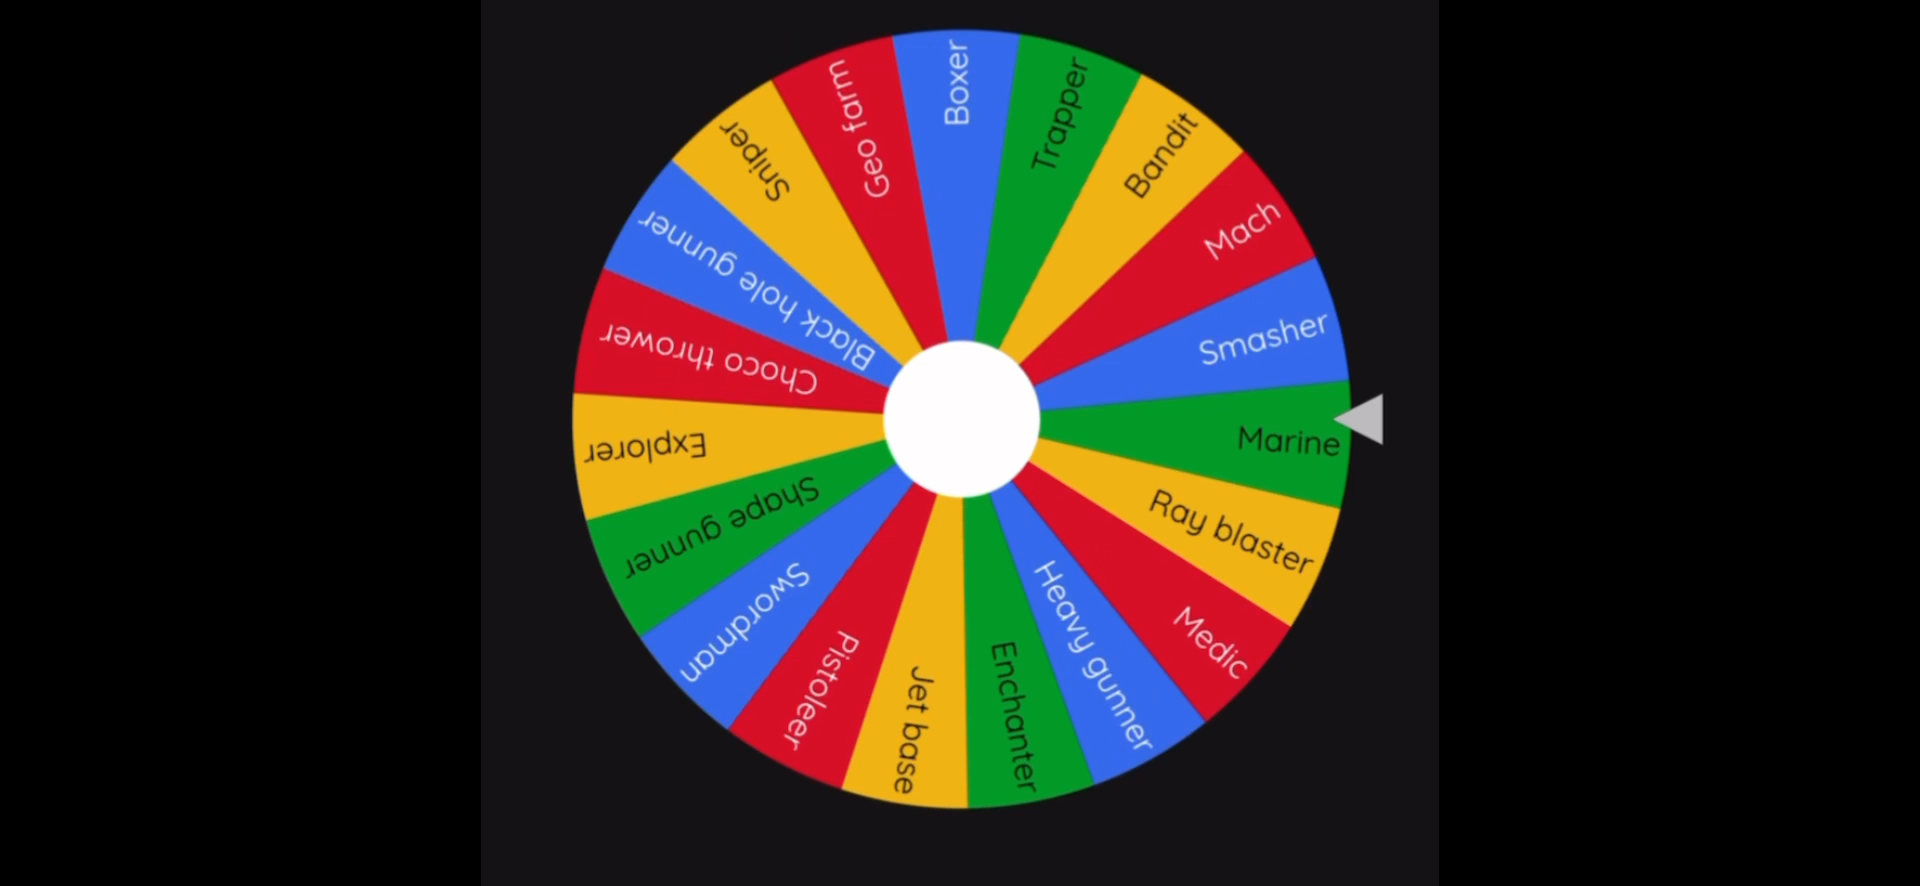 Boxer
Trapper
Bandit
Mach
Smasher
Marine
Ray blaster
Medic
Heavy gunner
Enchanter
Jet base
Pistoleer
Swordman
Shape gunner
Explorer
Choco thrower
Black hole gunner
Sniper
Geo farm